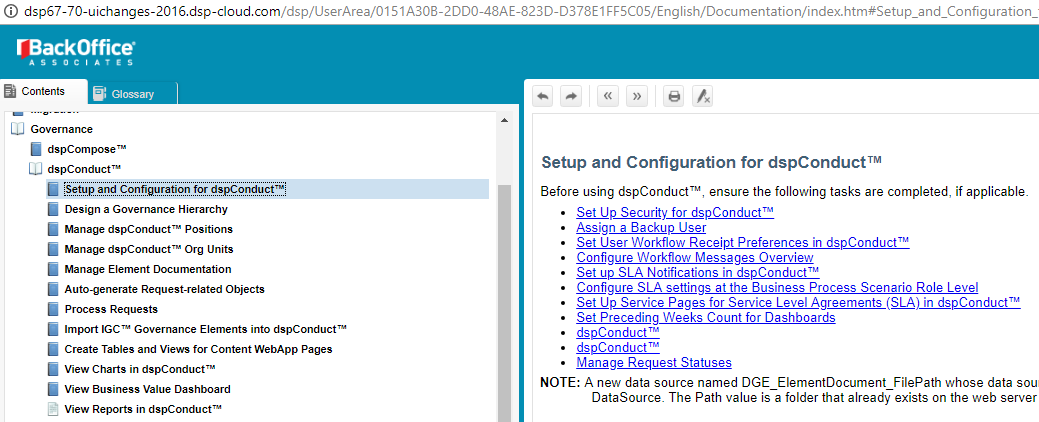 dsp67-70-uichanges-2016.dsp-cloud.com/dsp/UserArea/0151A30B-2DD0-48AE-823D-D378E1FF5C05/English/Documentation/index.htm#Setup_and_Configuration_
BackOffice®
ASSOCIATES
Contents
Glossary
Governance
dspCompose™
dspConduct™
Setup and Configuration for dspConduct™
Design a Governance Hierarchy
Manage dspConduct™ Positions
Manage dspConduct™ Org Units
Manage Element Documentation
Auto-generate Request-related Objects
Process Requests
Import IGC™ Governance Elements into dspConduct™
Create Tables and Views for Content WebApp Pages
View Charts in dspConduct™
View Business Value Dashboard
View Reports in dspConduct™
Setup and Configuration for dspConduct™
Before using dspConduct™, ensure the following tasks are completed, if applicable.
Set Up Security for dspConduct™
Assign a Backup User
Set User Workflow Receipt Preferences in dspConduct™
Configure Workflow Messages Overview
Set up SLA Notifications in dspConduct™
Configure SLA settings at the Business Process Scenario Role Level
Set Up Service Pages for Service Level Agreements (SLA) in dspConduct™
Set Preceding Weeks Count for Dashboards
dspConduct™
dspConduct™
Manage Request Statuses
NOTE: A new data source named DGE_ElementDocument_FilePath whose data sou
DataSource. The Path value is a folder that already exists on the web server